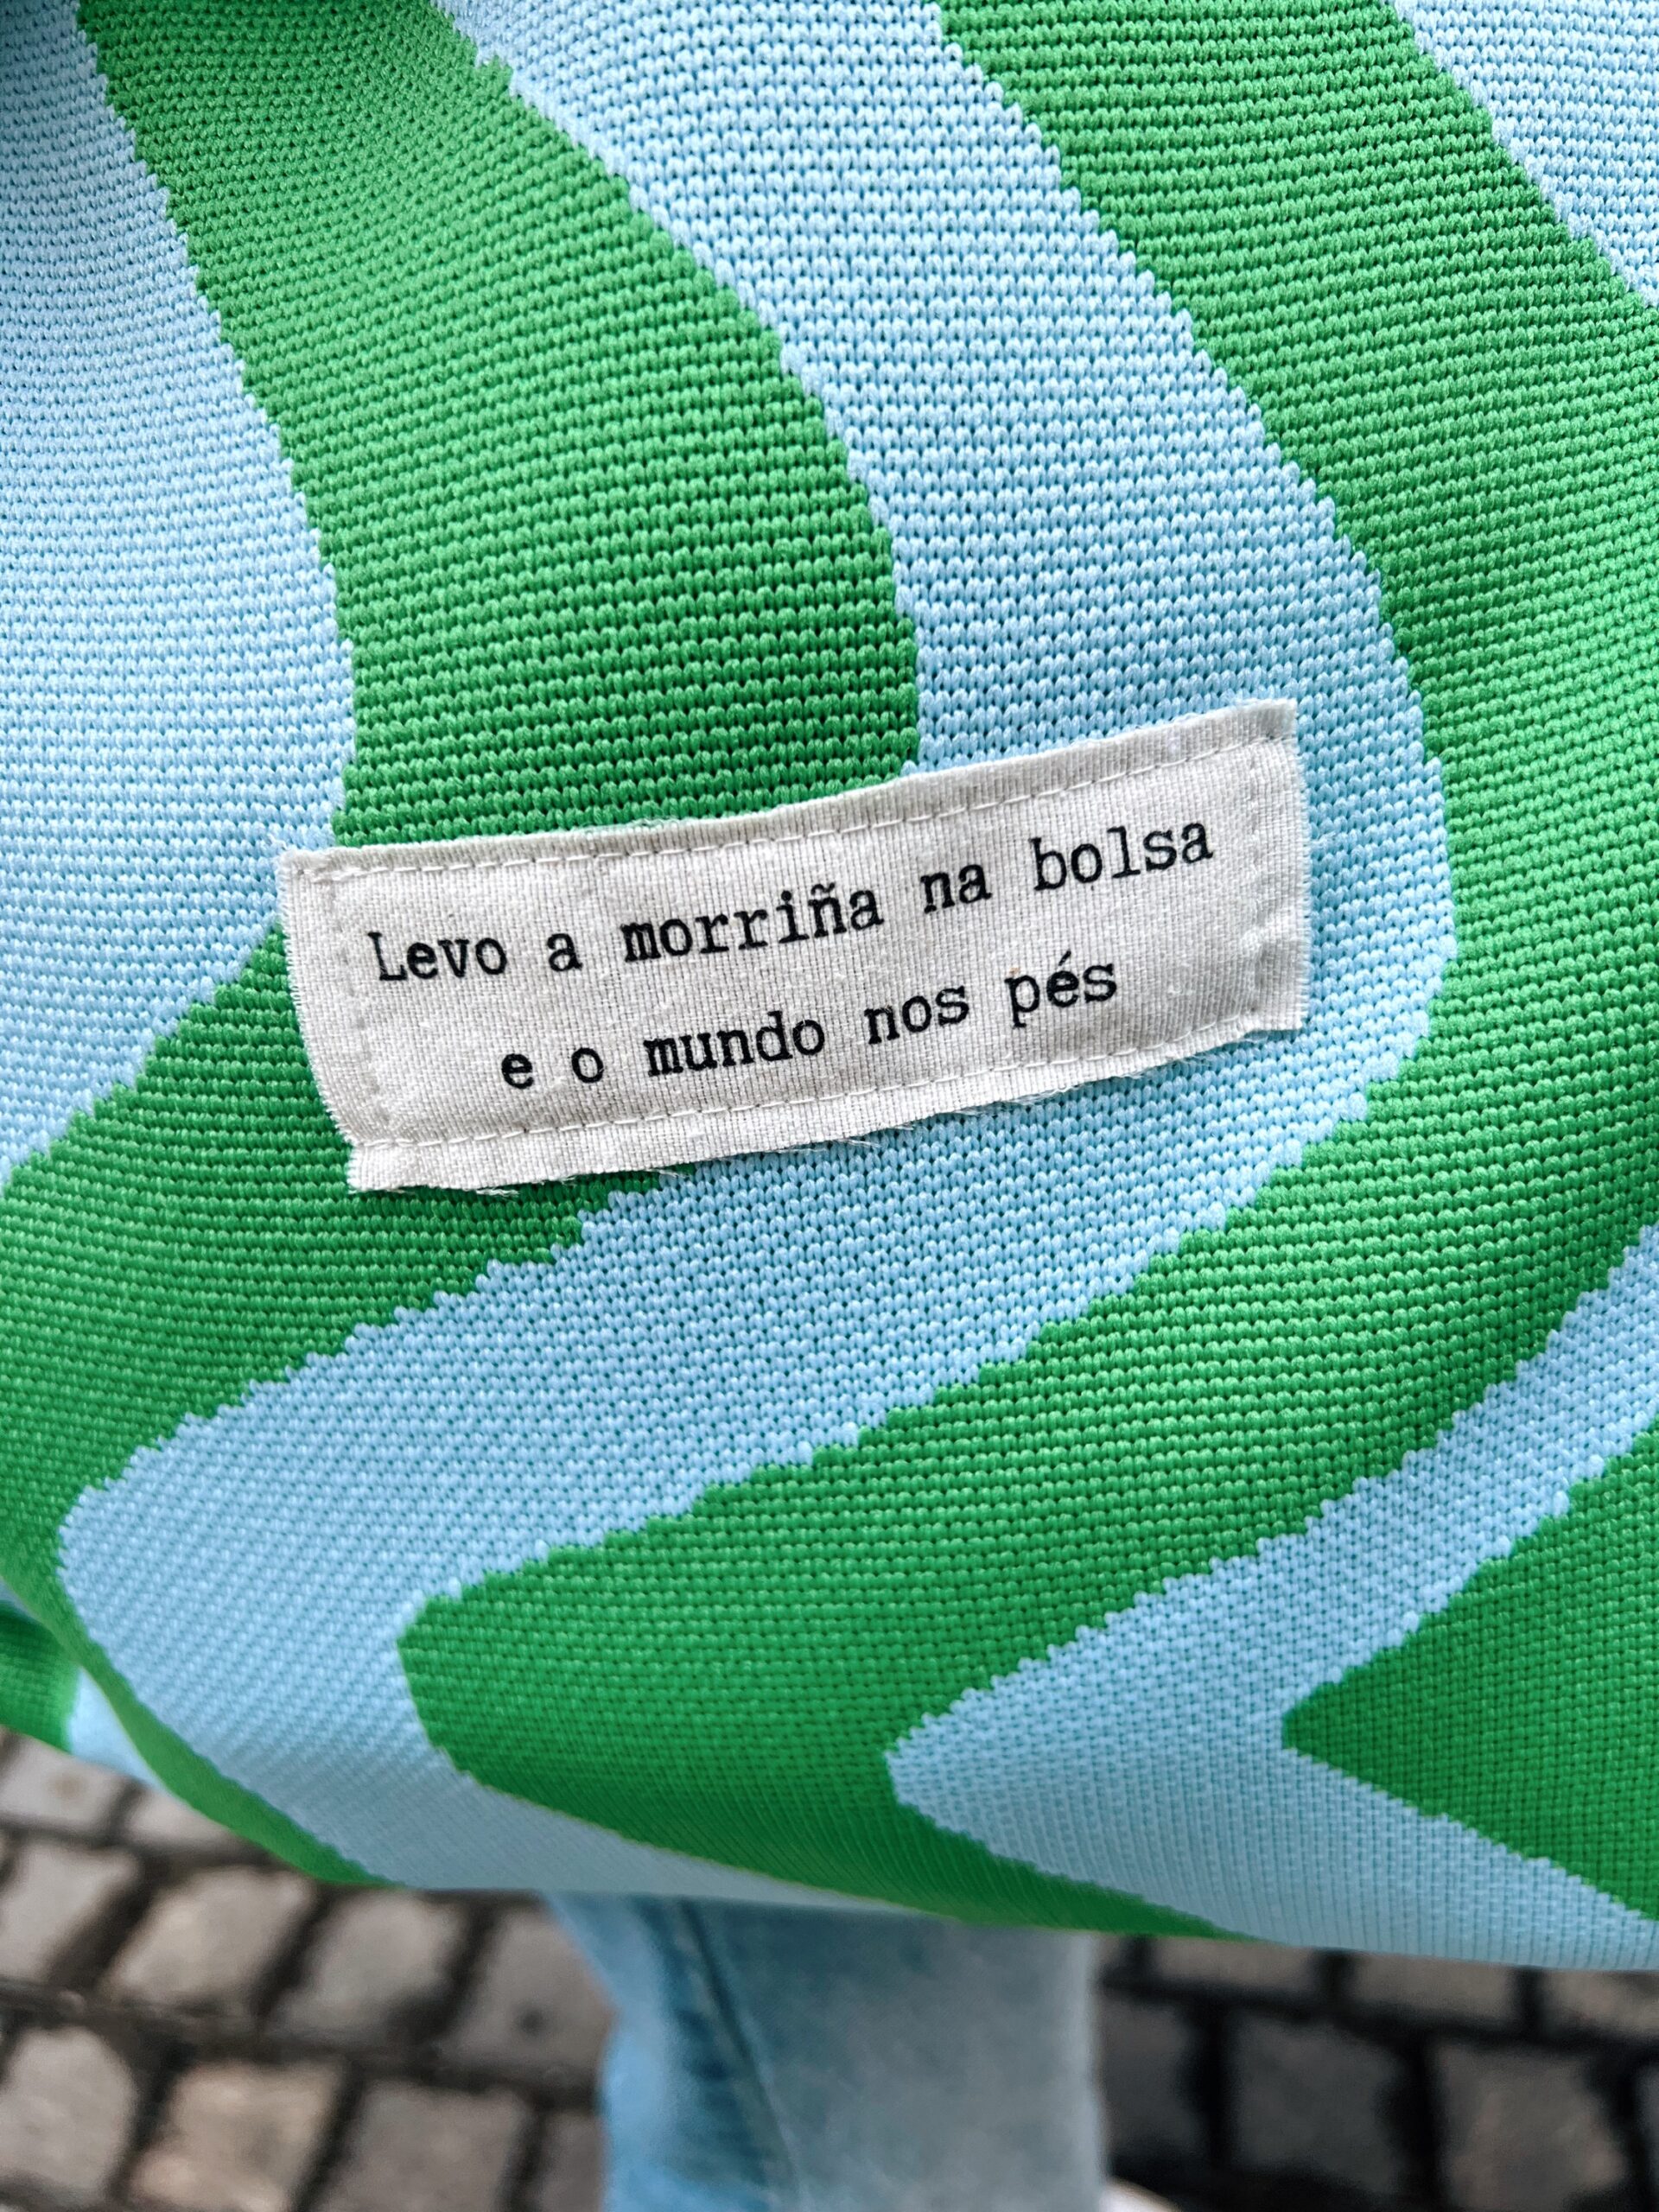 Levo a morriña na bolsa
e o mundo nos pés